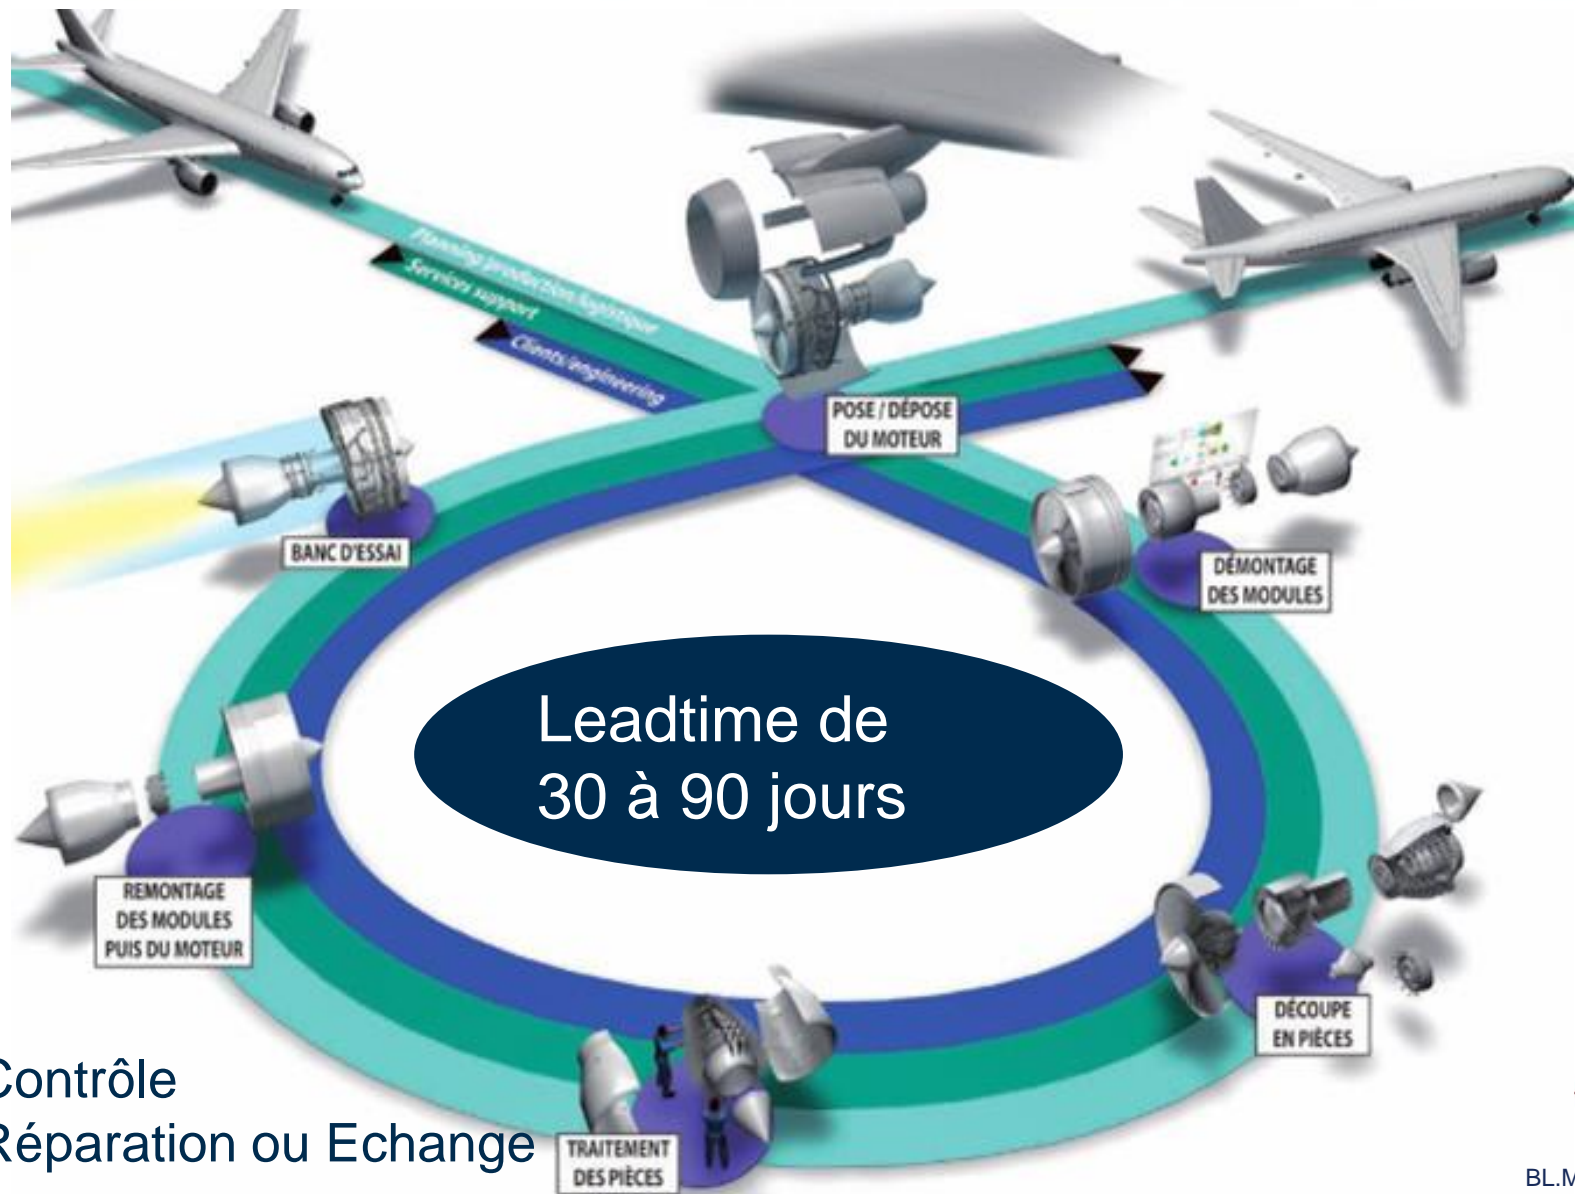 Planning production logistique
Services support
Clients/engineering
POSE / DÉPOSE
DU MOTEUR
BANC D'ESSAI
DÉMONTAGE
DES MODULES
Leadtime de
30 à 90 jours
REMONTAGE
DES MODULES
PUIS DU MOTEUR
DÉCOUPE
EN PIÈCES
Contrôle
Réparation ou Echange
TRAITEMENT
DES PIÈCES
BL.M